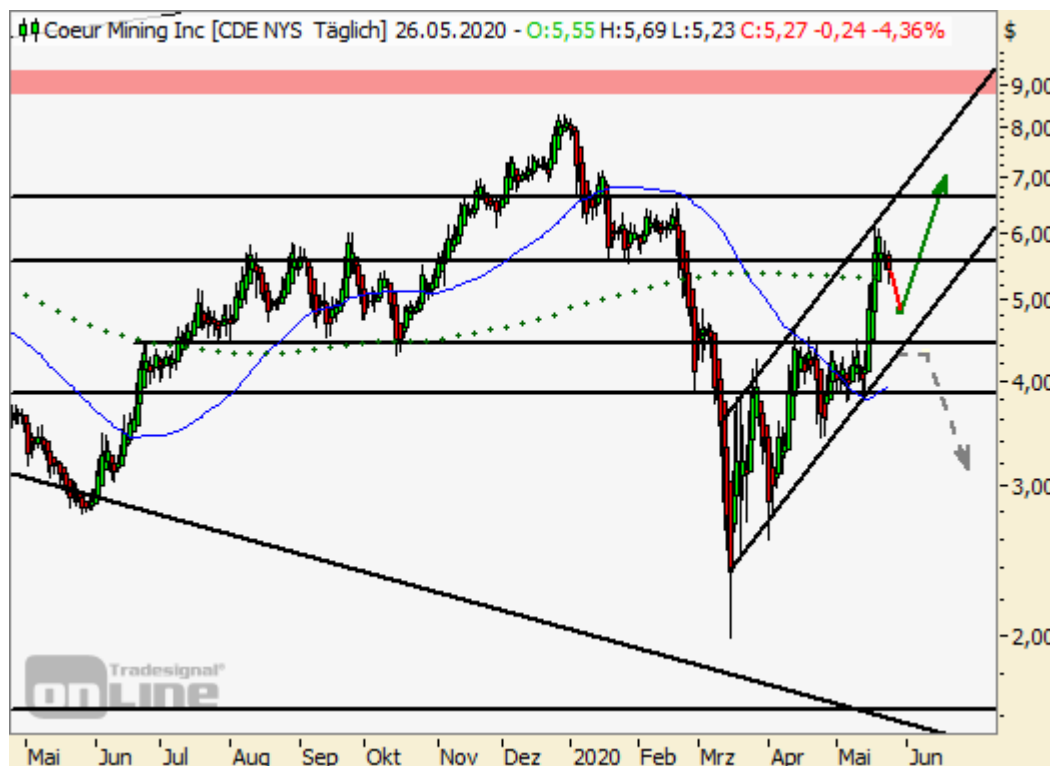 Coeur Mining Inc [CDE NYS Täglich] 26.05.2020 - O:5,55 H:5,69 L:5,23 C:5,27 -0,24 -4,36% $
9,00
8,00
7,00
6,00
5,00
4,00
3,00
2,00
Tradesignal®
onLine
Mai Jun Jul Aug Sep Okt Nov Dez 2020 Feb Mrz Apr Mai Jun